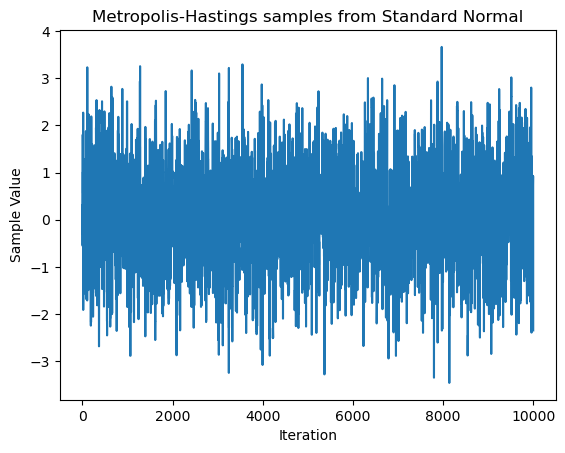 Metropolis-Hastings samples from Standard Normal
4
3
2
1
0
−1
−2
−3
Sample Value
0 2000 4000 6000 8000 10000
Iteration